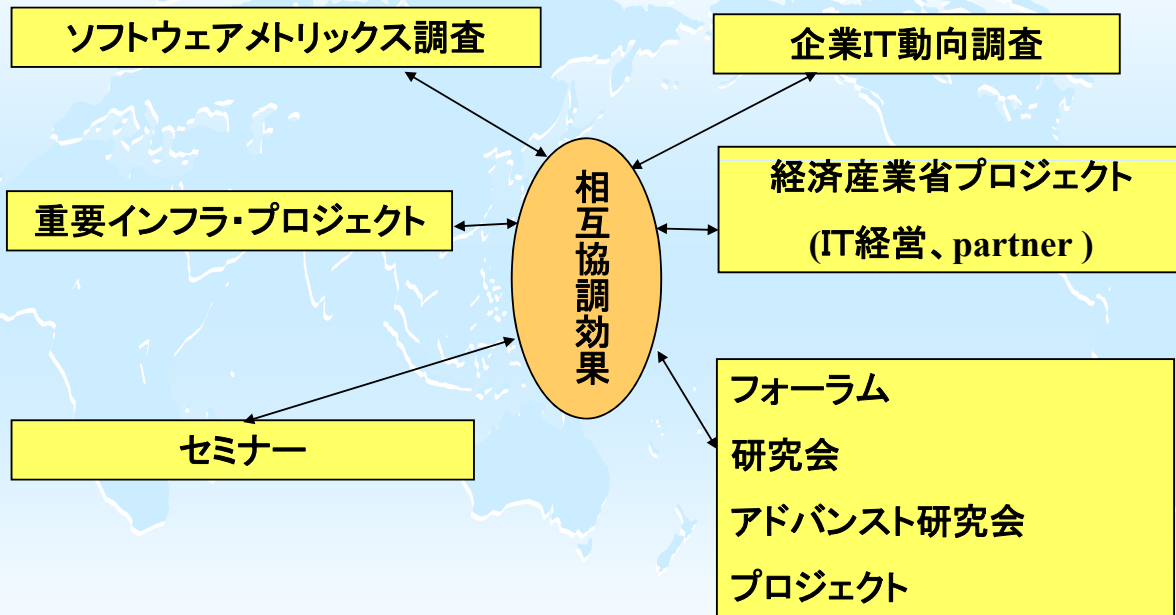 ソフトウェアメトリックス調査
企業IT動向調査
重要インフラ・プロジェクト
相互協調効果
経済産業省プロジェクト
(IT経営、partner )
セミナー
フォーラム
研究会
アドバンスト研究会
プロジェクト